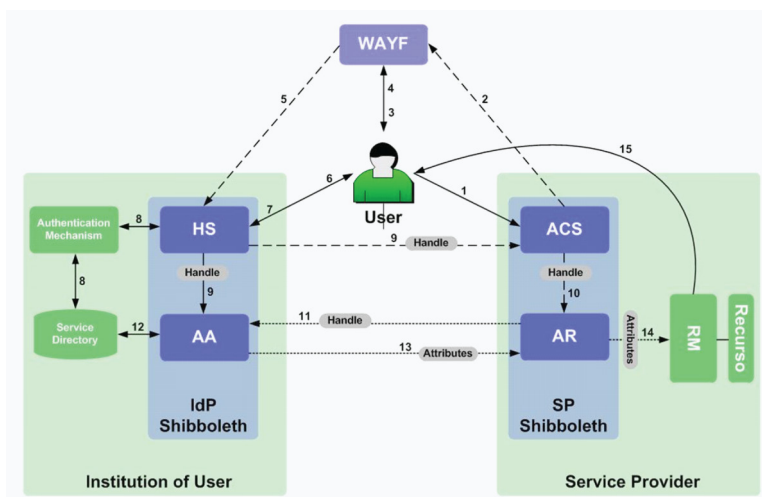 WAYF
5
4
3
2
15
6
7
1
User
Authentication
Mechanism
8
HS
9
Handle
ACS
8
Handle
9
Handle
10
Service
Directory
12
AA
11
Handle
13
Attributes
AR
Attributes
14
RM
Recurso
IdP
Shibboleth
SP
Shibboleth
Institution of User
Service Provider